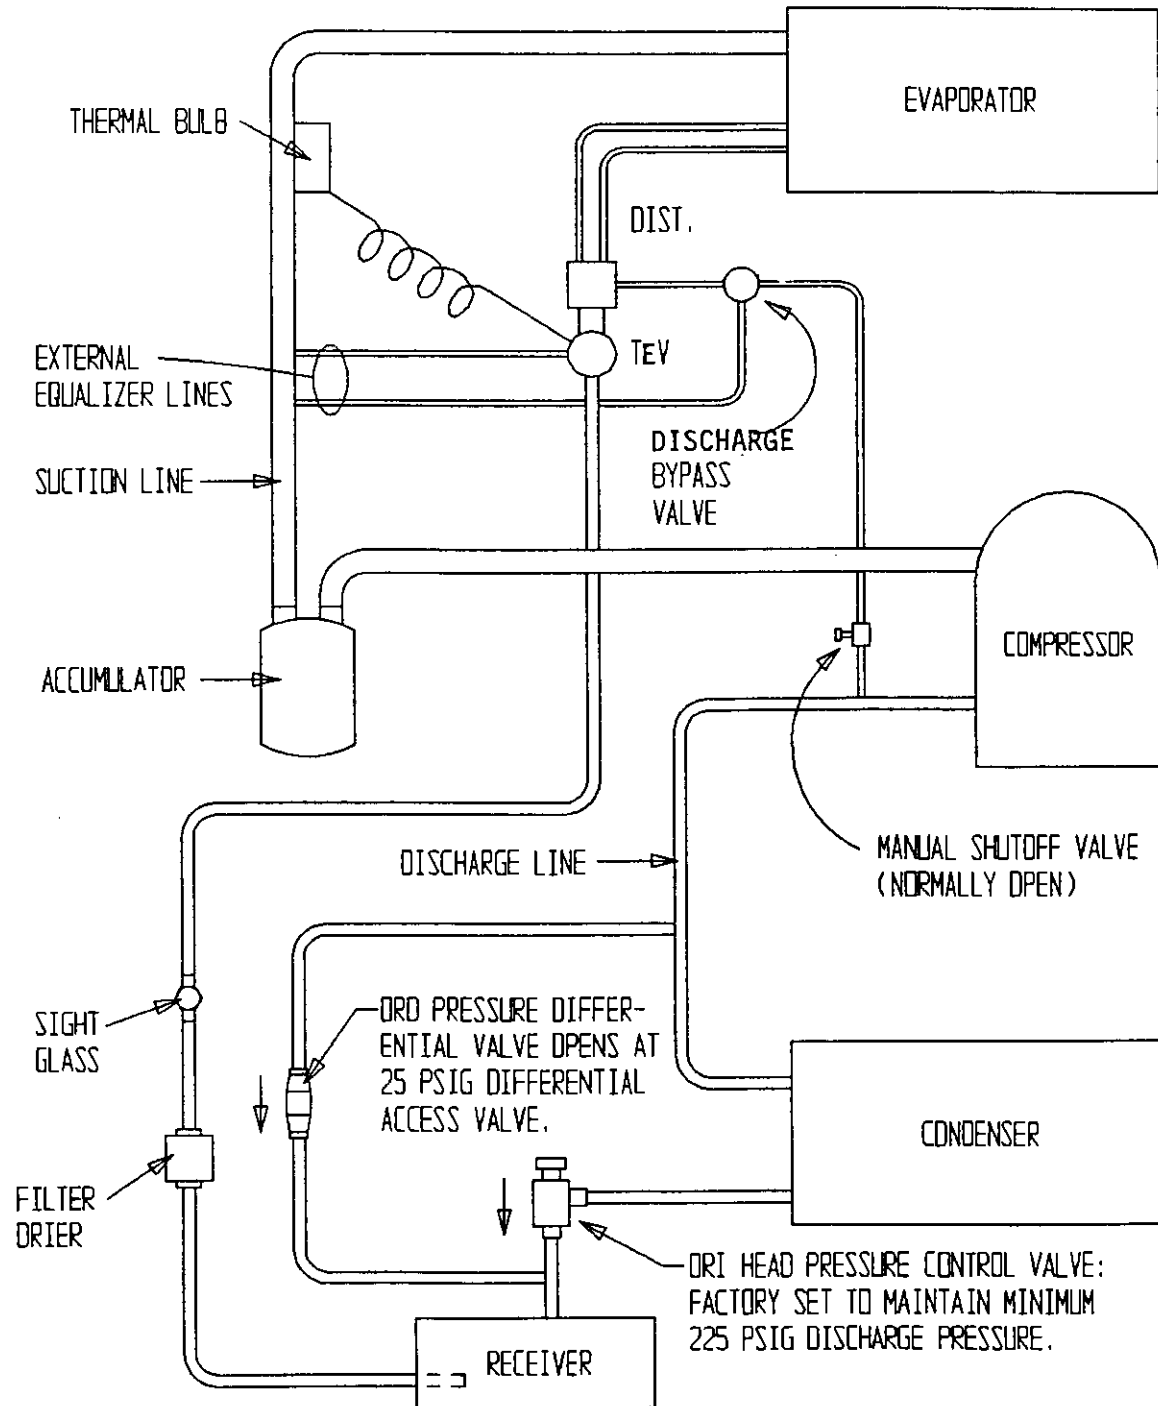 EVAPORATOR
THERMAL BULB
DIST.
TEV
EXTERNAL
EQUALIZER LINES
DISCHARGE
BYPASS
VALVE
SUCTION LINE
COMPRESSOR
ACCUMULATOR
MANUAL SHUTOFF VALVE
(NORMALLY OPEN)
DISCHARGE LINE
SIGHT
GLASS
ORD PRESSURE DIFFER-
ENTIAL VALVE OPENS AT
25 PSIG DIFFERENTIAL
ACCESS VALVE.
CONDENSER
FILTER
DRIER
ORI HEAD PRESSURE CONTROL VALVE:
FACTORY SET TO MAINTAIN MINIMUM
225 PSIG DISCHARGE PRESSURE.
RECEIVER